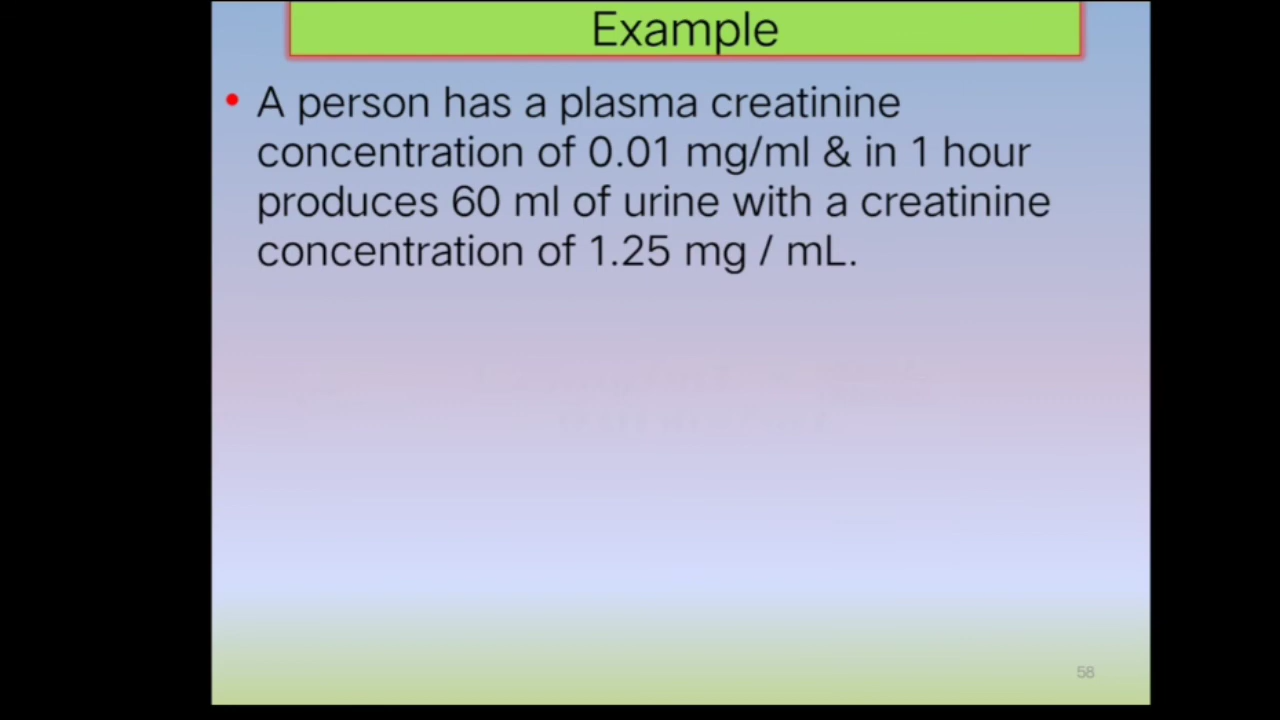 Example
• A person has a plasma creatinine
concentration of 0.01 mg/ml & in 1 hour
produces 60 ml of urine with a creatinine
concentration of 1.25 mg / mL.
58